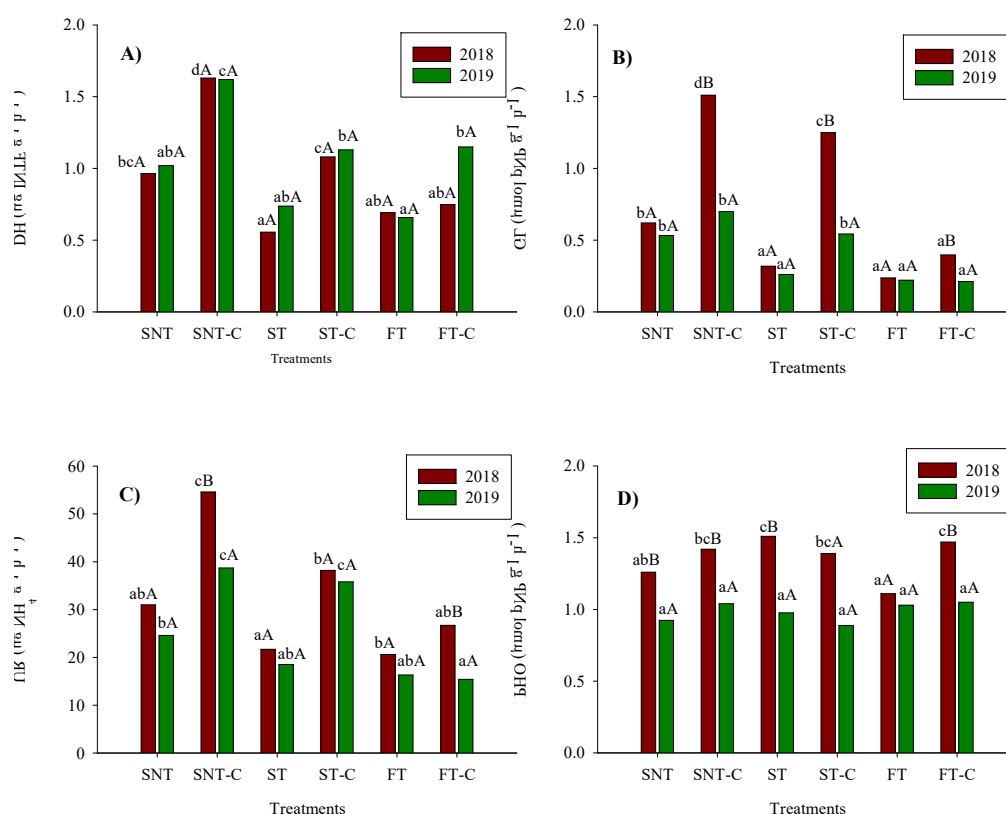 A)
2018
2019
2.0
1.5
1.0
0.5
0.0
bcA abA dA cA aA abA cA bA abA aA abA bA
SNT SNT-C ST ST-C FT FT-C
Treatments
B)
2018
2019
2.0
1.5
1.0
0.5
0.0
bA bA dB bA aA aA cB bA aA aA aB aA
SNT SNT-C ST ST-C FT FT-C
Treatments
C)
2018
2019
60
50
40
30
20
10
0
abA bA cB cA aA abA bA cA bA abA abB aA
SNT SNT-C ST ST-C FT FT-C
Treatments
D)
2018
2019
2.0
1.5
1.0
0.5
0.0
abB aA bcB aA cB aA bcA aA aA aA cB aA
SNT SNT-C ST ST-C FT FT-C
Treatments